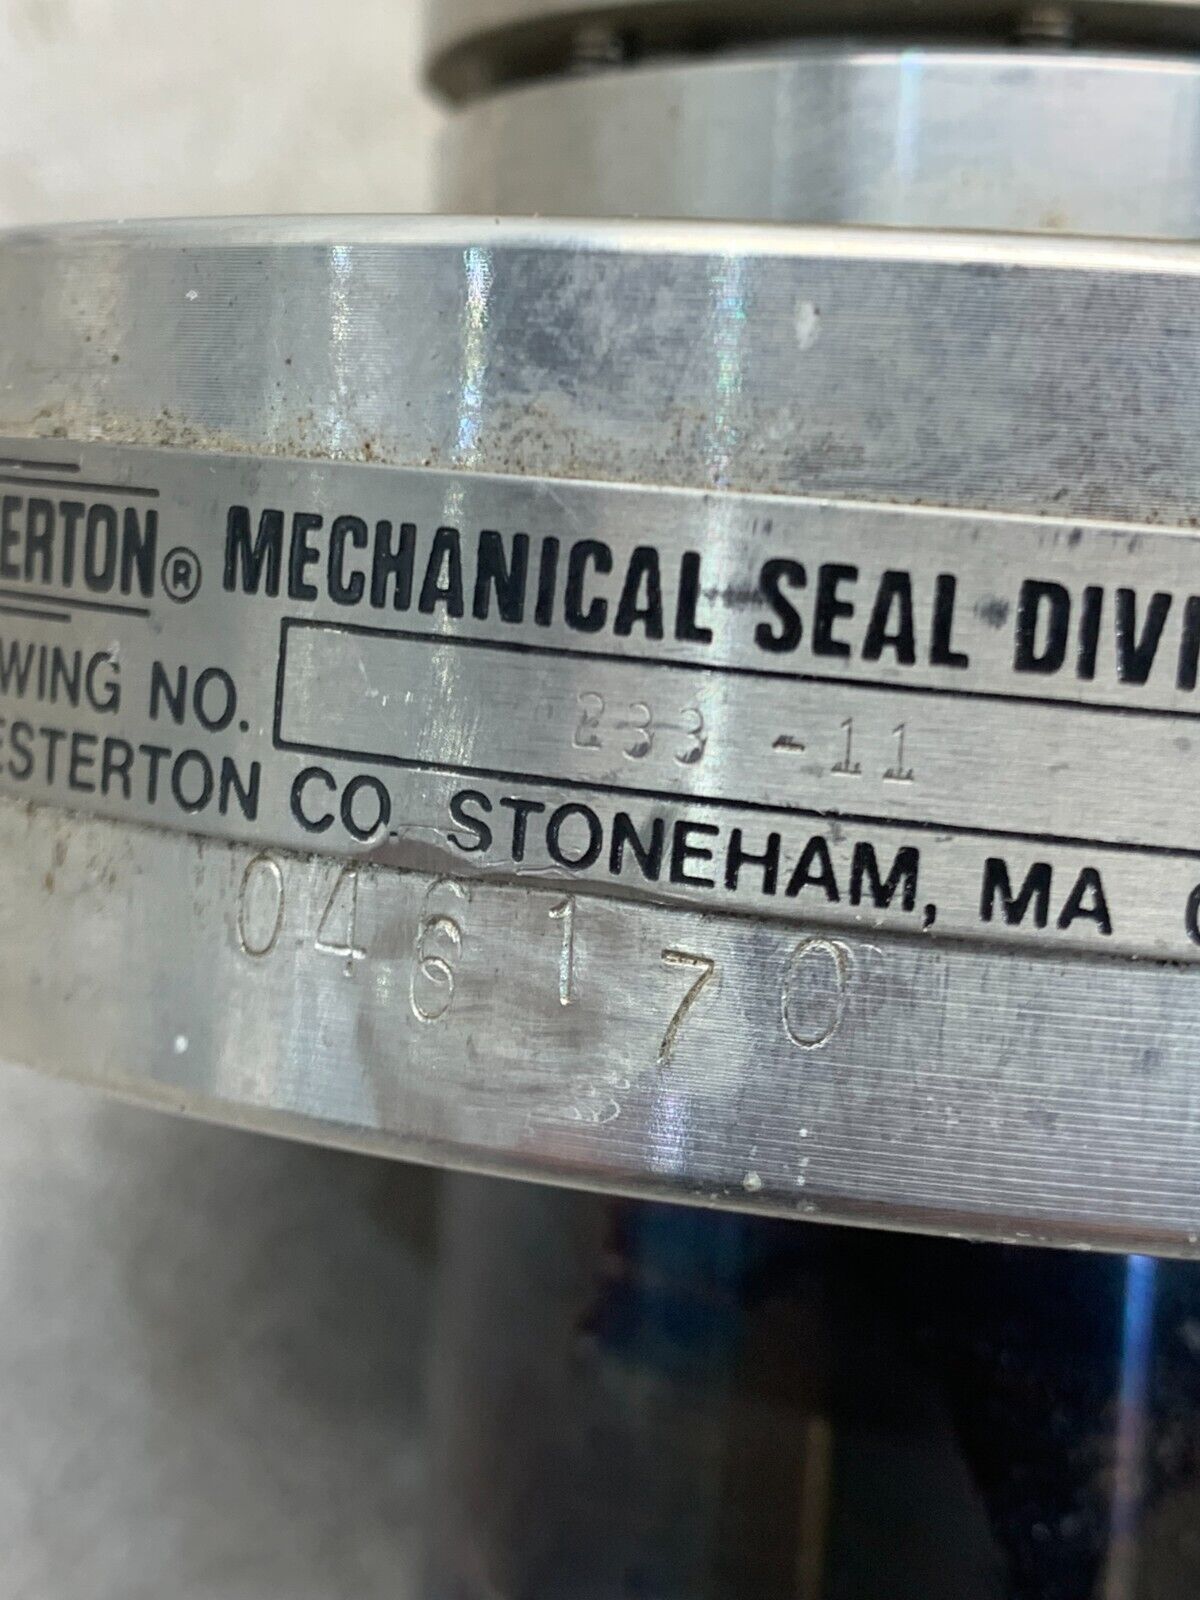 ERTON® MECHANICAL SEAL DIVI
WING NO. 233 -11
ESTERTON CO. STONEHAM, MA
046170